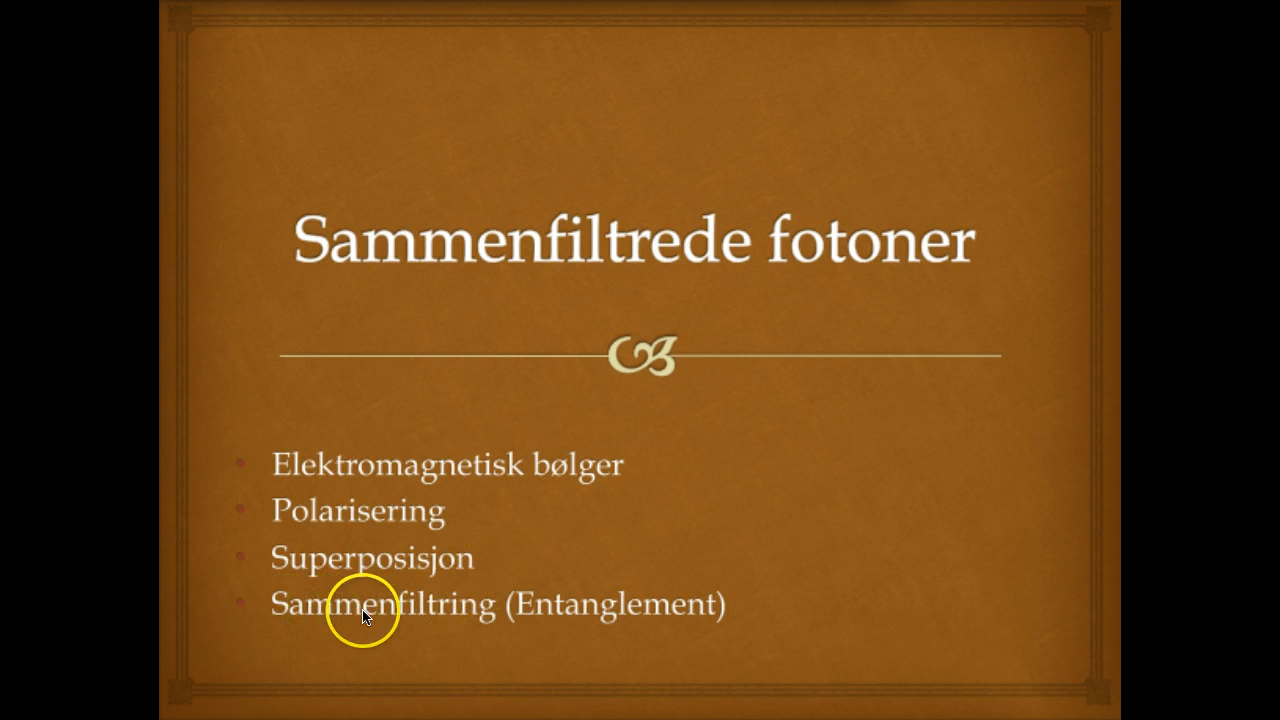 Sammenfiltrede fotoner
Elektromagnetisk bølger
Polarisering
Superposisjon
Sammenfiltring (Entanglement)